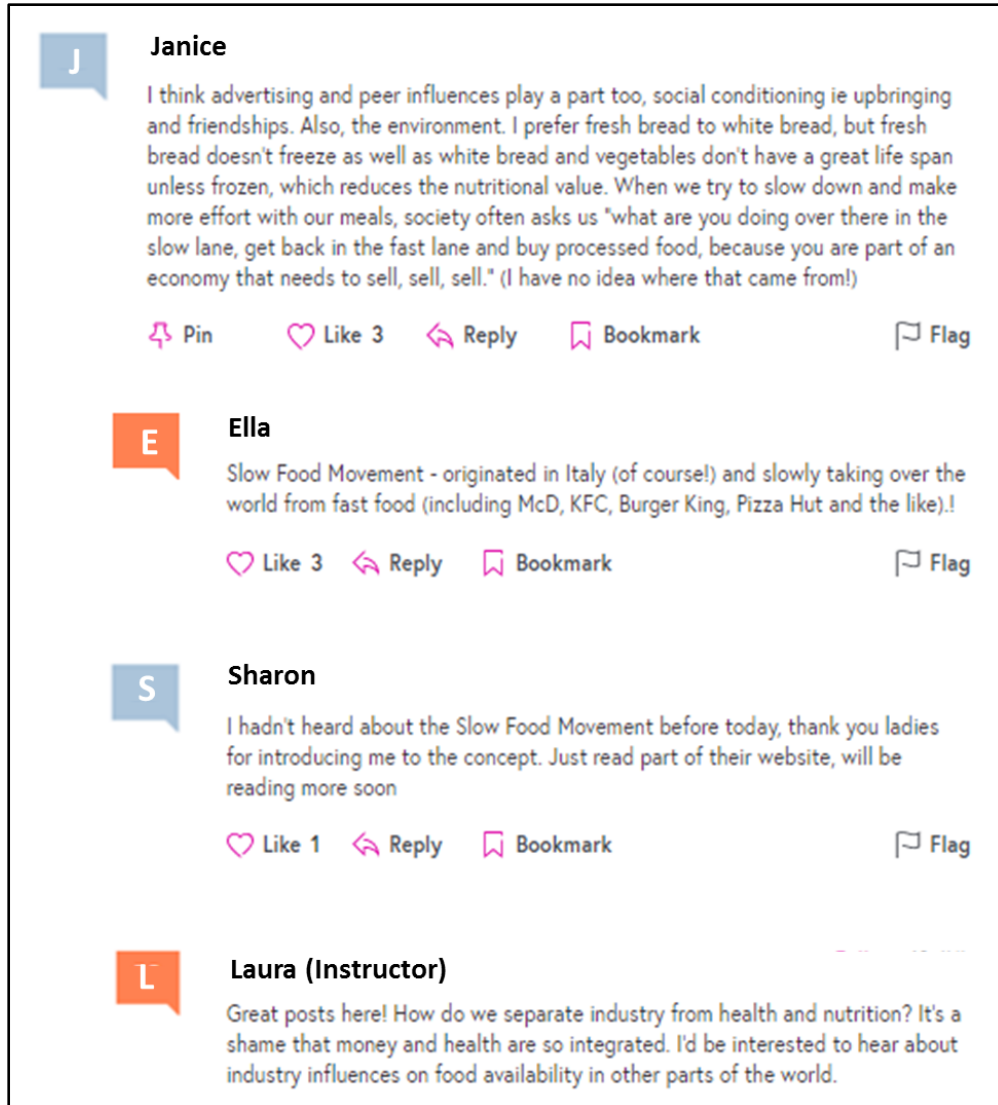 J
Janice
I think advertising and peer influences play a part too, social conditioning ie upbringing
and friendships. Also, the environment. I prefer fresh bread to white bread, but fresh
bread doesn't freeze as well as white bread and vegetables don't have a great life span
unless frozen, which reduces the nutritional value. When we try to slow down and make
more effort with our meals, society often asks us "what are you doing over there in the
slow lane, get back in the fast lane and buy processed food, because you are part of an
economy that needs to sell, sell, sell." (I have no idea where that came from!)
Pin Like 3 Reply Bookmark Flag
E
Ella
Slow Food Movement - originated in Italy (of course!) and slowly taking over the
world from fast food (including McD, KFC, Burger King, Pizza Hut and the like).!
Like 3 Reply Bookmark Flag
S
Sharon
I hadn't heard about the Slow Food Movement before today, thank you ladies
for introducing me to the concept. Just read part of their website, will be
reading more soon
Like 1 Reply Bookmark Flag
L
Laura (Instructor)
Great posts here! How do we separate industry from health and nutrition? It's a
shame that money and health are so integrated. I'd be interested to hear about
industry influences on food availability in other parts of the world.